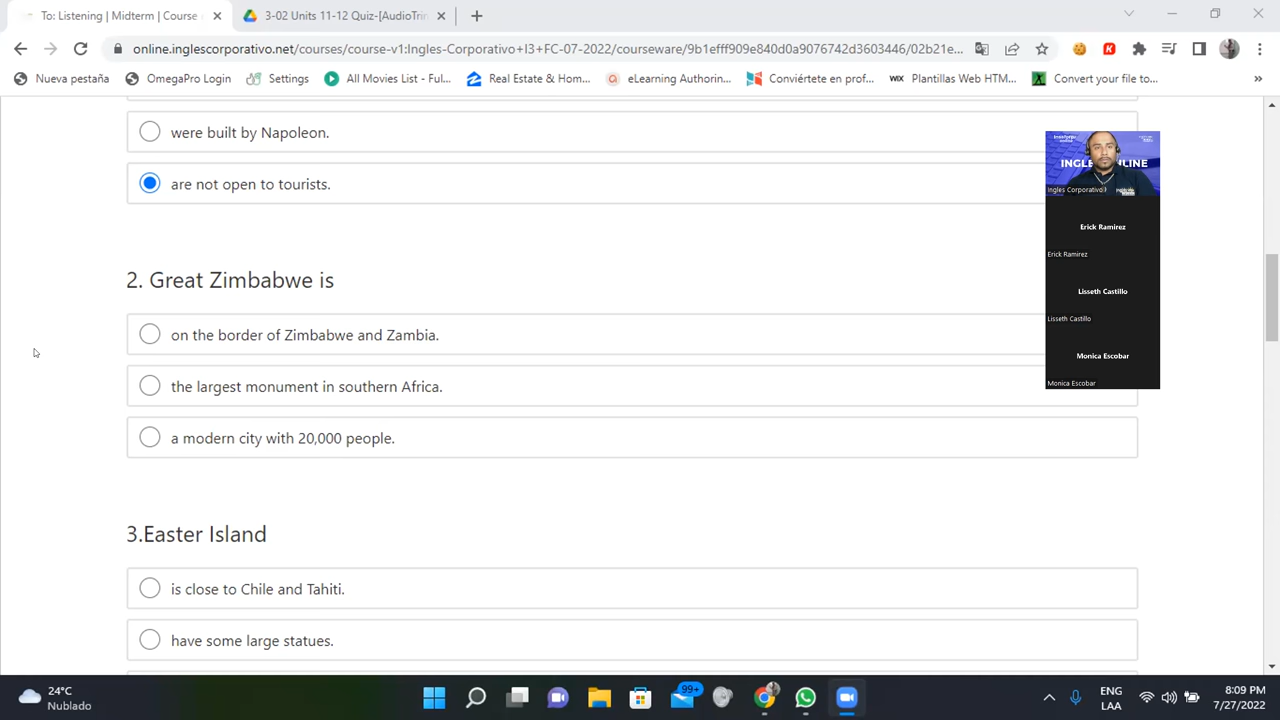 To: Listening | Midterm | Course
3-02 Units 11-12 Quiz-[AudioTrin
online.inglescorporativo.net/courses/course-v1:Ingles-Corporativo+I3+FC-07-2022/courseware/9b1efff909e840d0a9076742d3603446/02b21e...
Nueva pestaña
OmegaPro Login
Settings
All Movies List - Ful...
Real Estate & Hom...
eLearning Authorin...
Conviértete en prof...
WIX Plantillas Web HTM...
Convert your file to...
were built by Napoleon.
are not open to tourists.
2. Great Zimbabwe is
on the border of Zimbabwe and Zambia.
the largest monument in southern Africa.
a modern city with 20,000 people.
3.Easter Island
is close to Chile and Tahiti.
have some large statues.
Ingles Corporativo
Erick Ramirez
Erick Ramirez
Lisseth Castillo
Lisseth Castillo
Monica Escobar
Monica Escobar
24°C
Nublado
99+
ENG
LAA
8:09 PM
7/27/2022